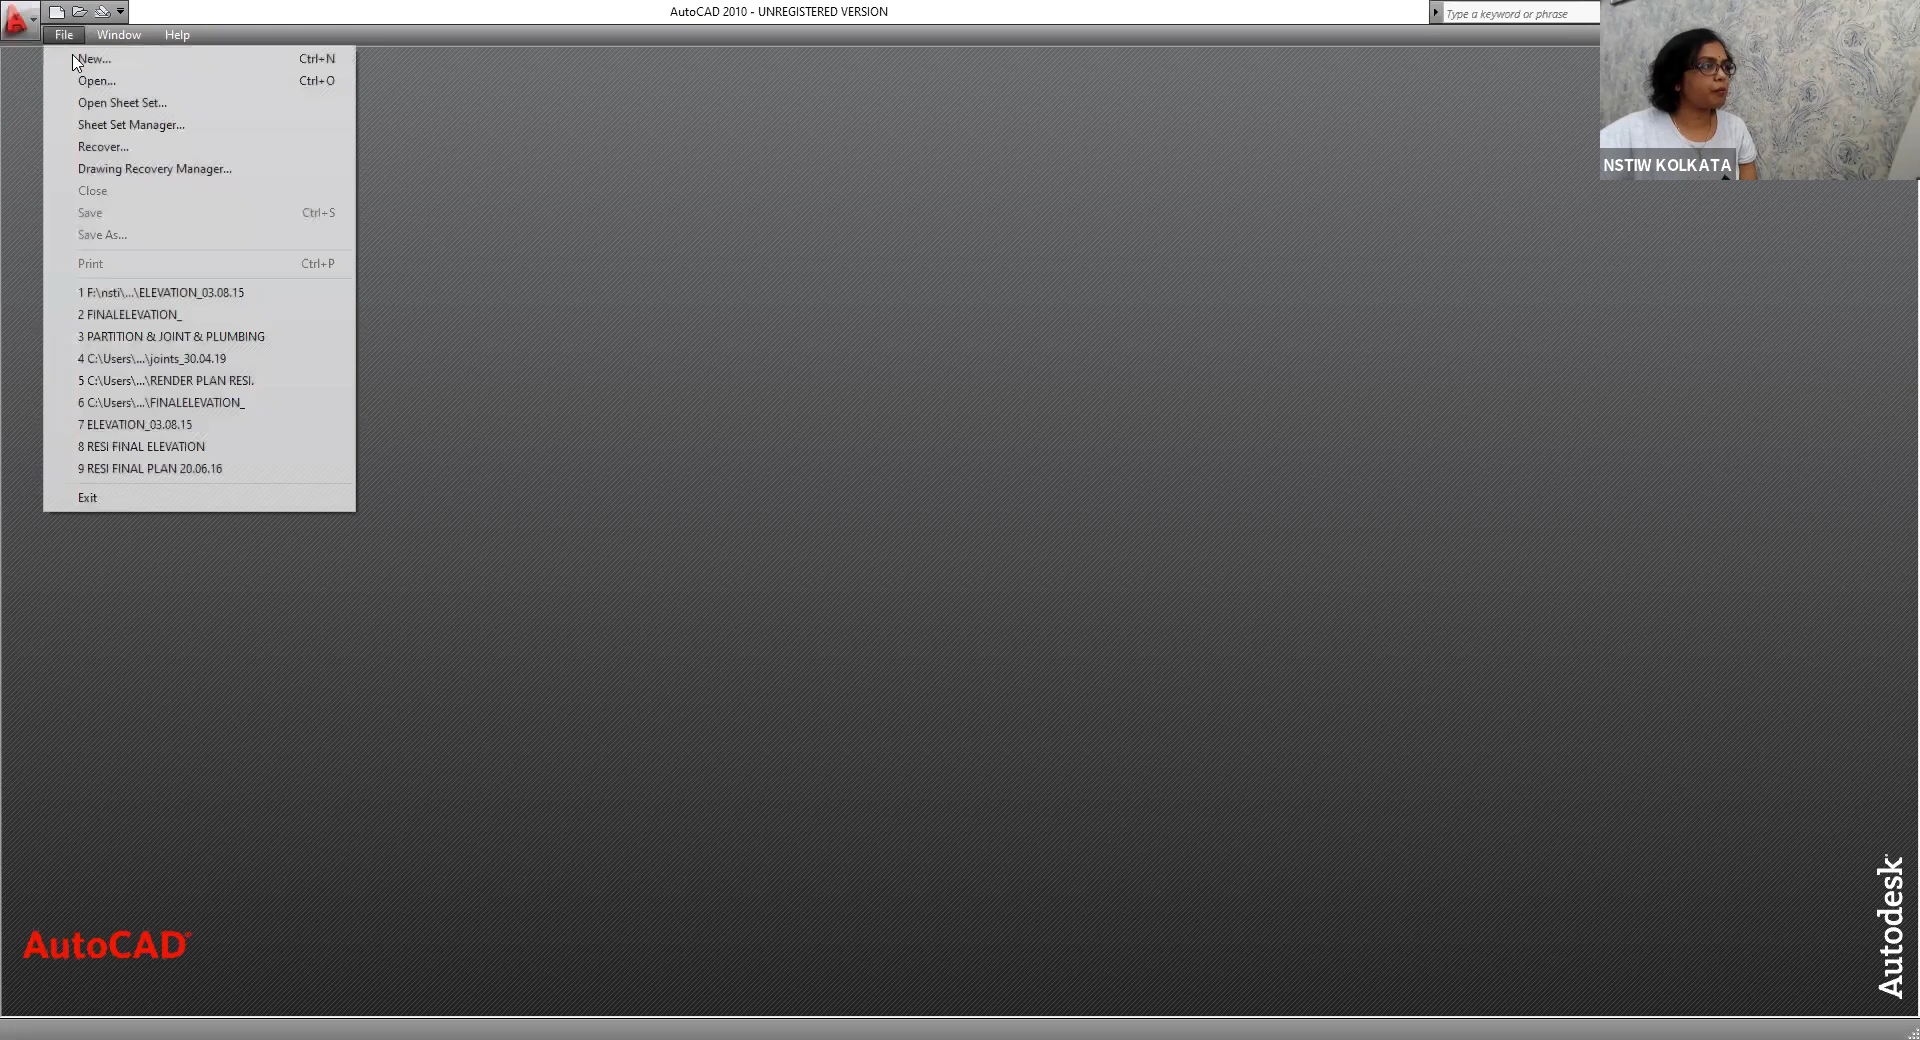 AutoCAD 2010 - UNREGISTERED VERSION
Type a keyword or phrase
File Window Help
New... Ctrl+N
Open... Ctrl+O
Open Sheet Set...
Sheet Set Manager...
Recover...
Drawing Recovery Manager...
Close
Save Ctrl+S
Save As...
Print Ctrl+P
1 F:\nsti\...\ELEVATION_03.08.15
2 FINALELEVATION_
3 PARTITION & JOINT & PLUMBING
4 C:\Users\...\joints_30.04.19
5 C:\Users\...\RENDER PLAN RESI.
6 C:\Users\...\FINALELEVATION_
7 ELEVATION_03.08.15
8 RESI FINAL ELEVATION
9 RESI FINAL PLAN 20.06.16
Exit
NSTIW KOLKATA
AutoCAD
Autodesk